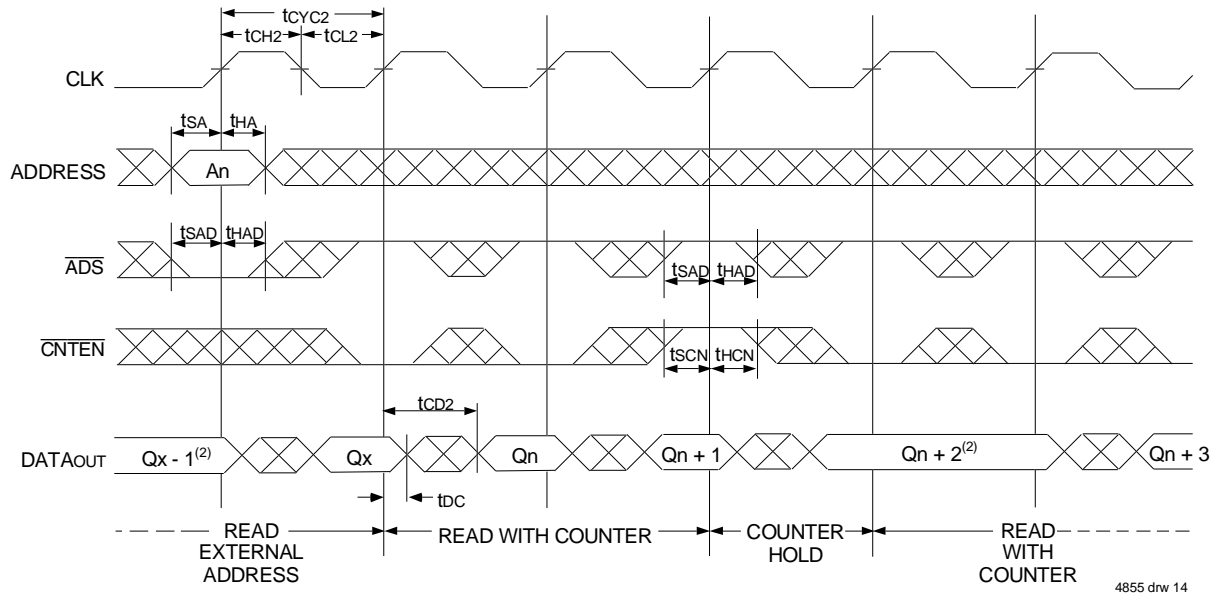 tCYC2
tCH2 tCL2
CLK
tSA tHA
ADDRESS An
tSAD tHAD
ADS
tSAD tHAD
CNTEN
tSCN tHCN
tCD2
DATAOUT Qx - 1(2) Qx Qn Qn + 1 Qn + 2(2) Qn + 3
tDC
READ EXTERNAL ADDRESS
READ WITH COUNTER
COUNTER HOLD
READ WITH COUNTER
4855 drw 14